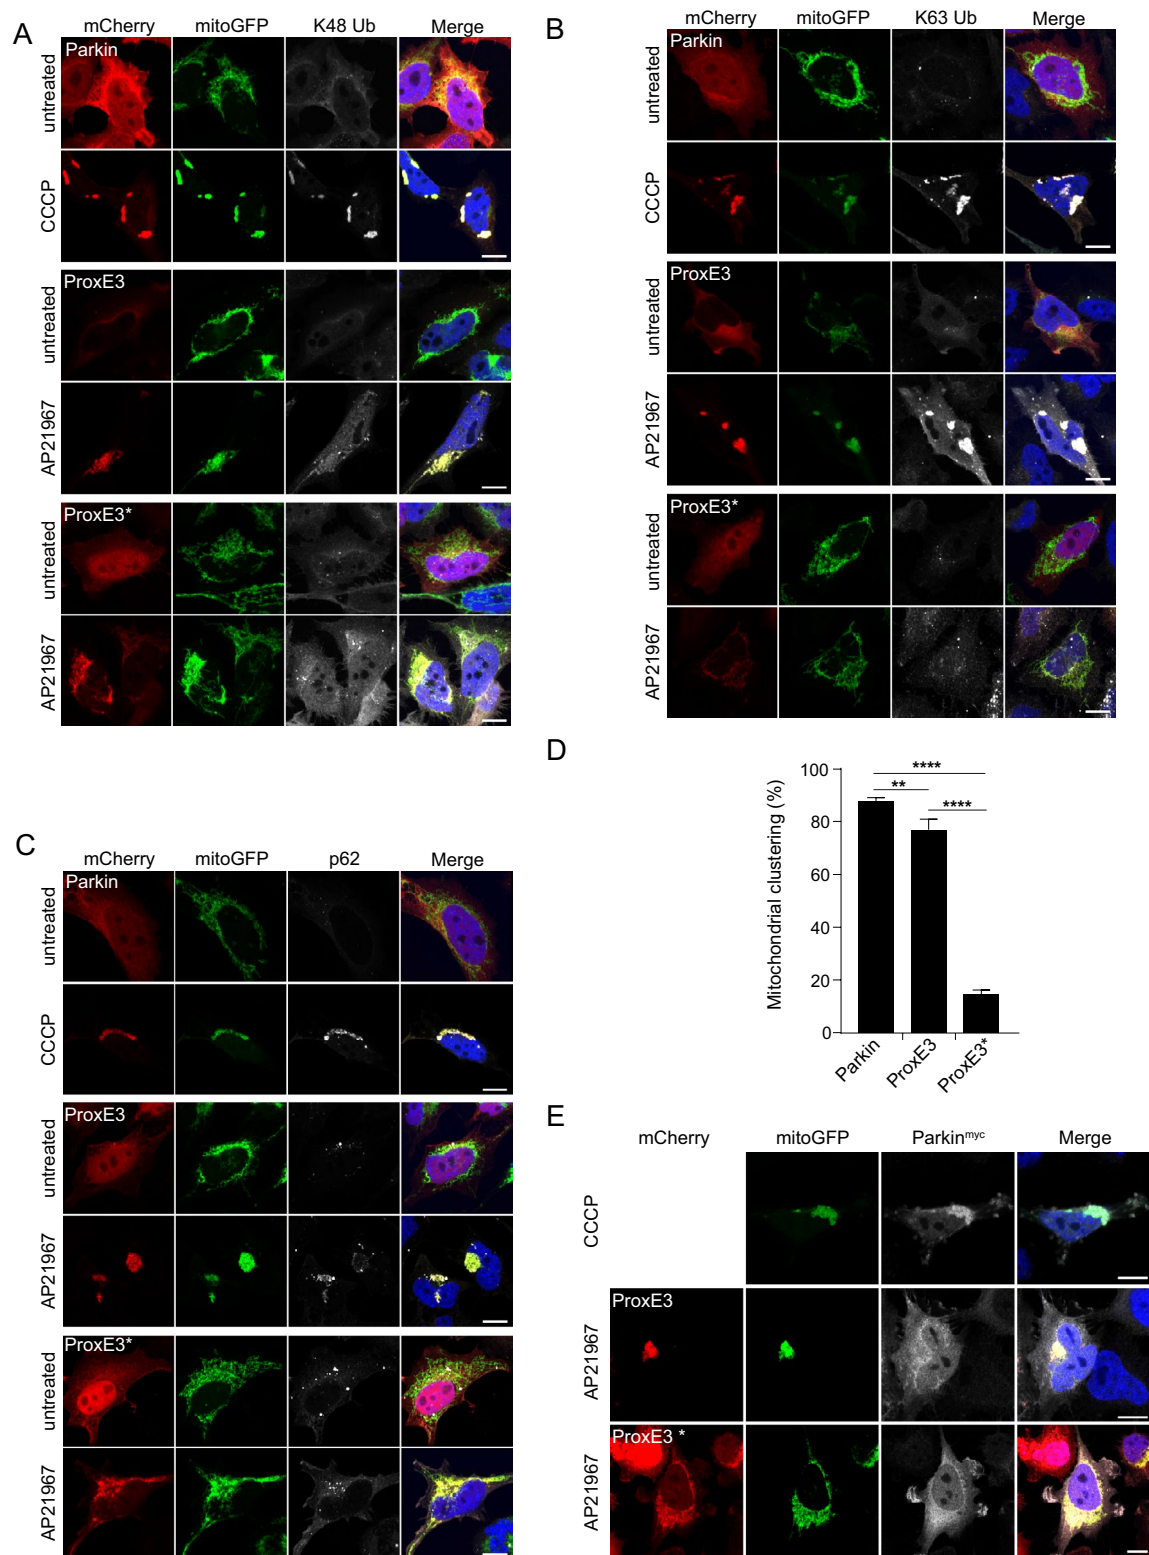 A
mCherry mitoGFP K48 Ub Merge
Parkin
untreated
CCCP
ProxE3
untreated
AP21967
ProxE3*
untreated
AP21967
B
mCherry mitoGFP K63 Ub Merge
Parkin
untreated
CCCP
ProxE3
untreated
AP21967
ProxE3*
untreated
AP21967
C
mCherry mitoGFP p62 Merge
Parkin
untreated
CCCP
ProxE3
untreated
AP21967
ProxE3*
untreated
AP21967
D
Mitochondrial clustering (%)
100
80
60
40
20
0
****
**
****
Parkin
ProxE3
ProxE3*
E
mCherry mitoGFP Parkinmyc Merge
CCCP
ProxE3
AP21967
ProxE3 *
AP21967